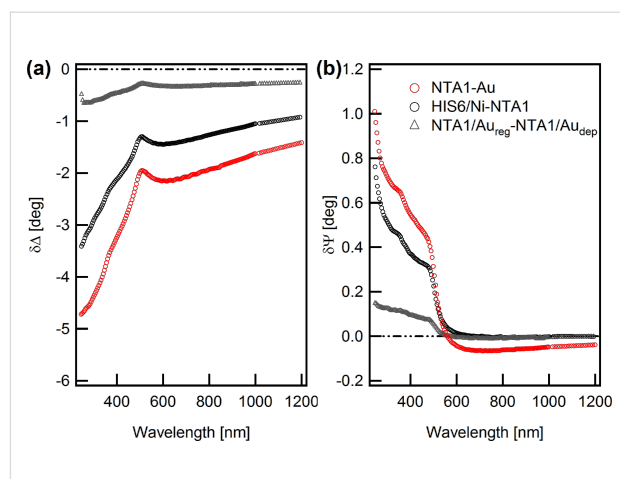 (a)
0
-1
-2
-3
-4
-5
-6
δΔ [deg]
400 600 800 1000 1200
Wavelength [nm]
(b)
1.2
1.0
0.8
0.6
0.4
0.2
0.0
-0.2
δΨ [deg]
NTA1-Au
HIS6/Ni-NTA1
NTA1/Au_reg-NTA1/Au_dep
400 600 800 1000 1200
Wavelength [nm]